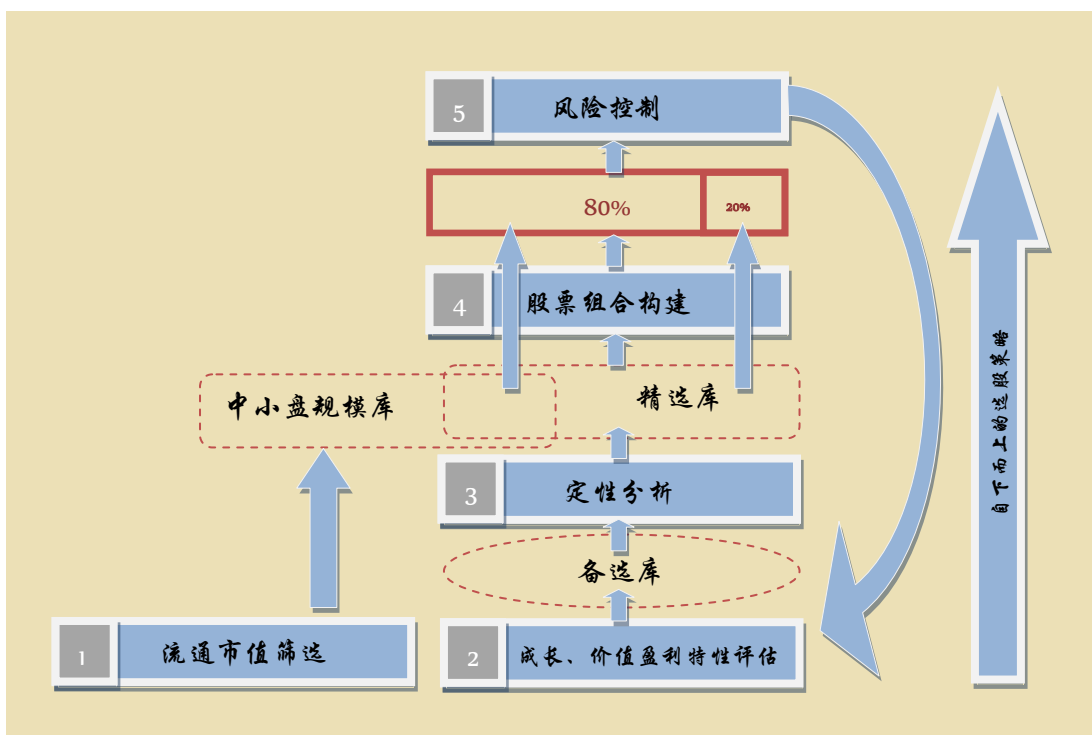 5 风险控制
80% 20%
4 股票组合构建
中小盘规模库
精选库
3 定性分析
备选库
1 流通市值筛选
2 成长、价值盈利特性评估
自下而上的选股策略